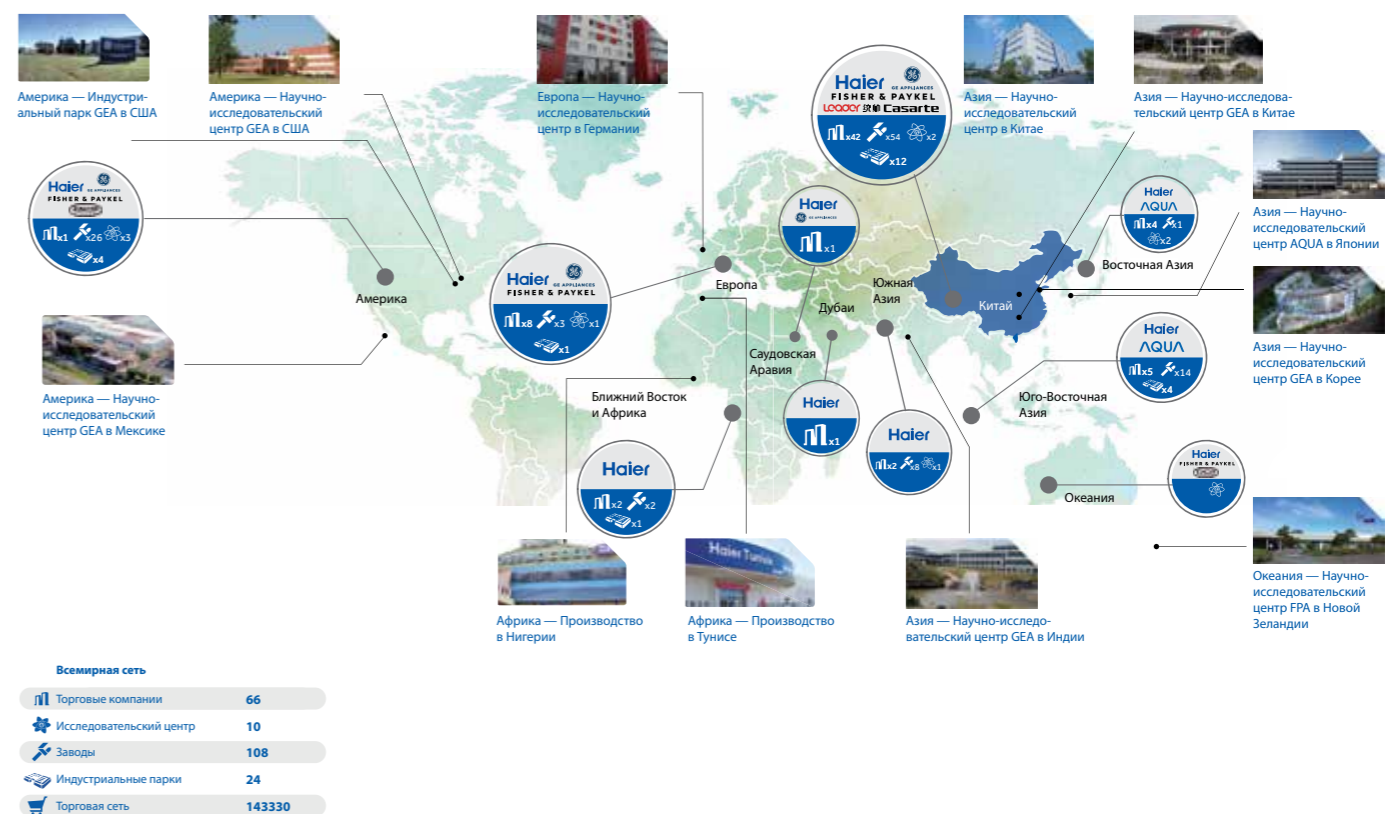 Америка — Индустри-
альный парк GEA в США
Америка — Научно-
исследовательский
центр GEA в США
Европа — Научно-
исследовательский
центр в Германии
Haier
GE APPLIANCES
FISHER & PAYKEL
Leader 统帅 Casarte
x42 x54 x2
x12
Азия — Научно-
исследовательский
центр в Китае
Азия — Научно-исследова-
тельский центр GEA в Китае
Азия — Научно-
исследовательский
центр AQUA в Японии
Азия — Научно-
исследовательский
центр GEA в Корее
Haier
GE APPLIANCES
FISHER & PAYKEL
x1 x26 x3
x4
Америка
Америка — Научно-
исследовательский
центр GEA в Мексике
Haier
GE APPLIANCES
FISHER & PAYKEL
x8 x3 x1
x1
Европа
Haier
GE APPLIANCES
x1
Саудовская
Аравия
Дубаи
Haier
x1
Южная
Азия
Haier
x2 x8 x1
Китай
Haier
AQUA
x4 x1
x2
Восточная Азия
Haier
AQUA
x5 x14
x4
Юго-Восточная
Азия
Ближний Восток
и Африка
Haier
x2 x2
x1
Haier
FISHER & PAYKEL
Океания
Haier Tunisie
Африка — Производство
в Нигерии
Африка — Производство
в Тунисе
Азия — Научно-исследо-
вательский центр GEA в Индии
Океания — Научно-
исследовательский
центр FPA в Новой
Зеландии
Всемирная сеть
Торговые компании 66
Исследовательский центр 10
Заводы 108
Индустриальные парки 24
Торговая сеть 143330